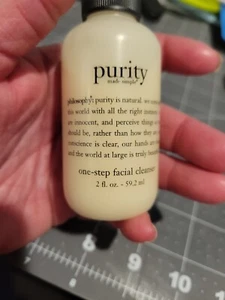 purity
made simple
philosophy: purity is natural. we
this world with all the right
are innocent, and perceive things
should be, rather than how they
conscience is clear, our hands
and the world at large is truly
one-step facial cleanser
2 fl. oz. - 59.2 ml
7
8
9
10